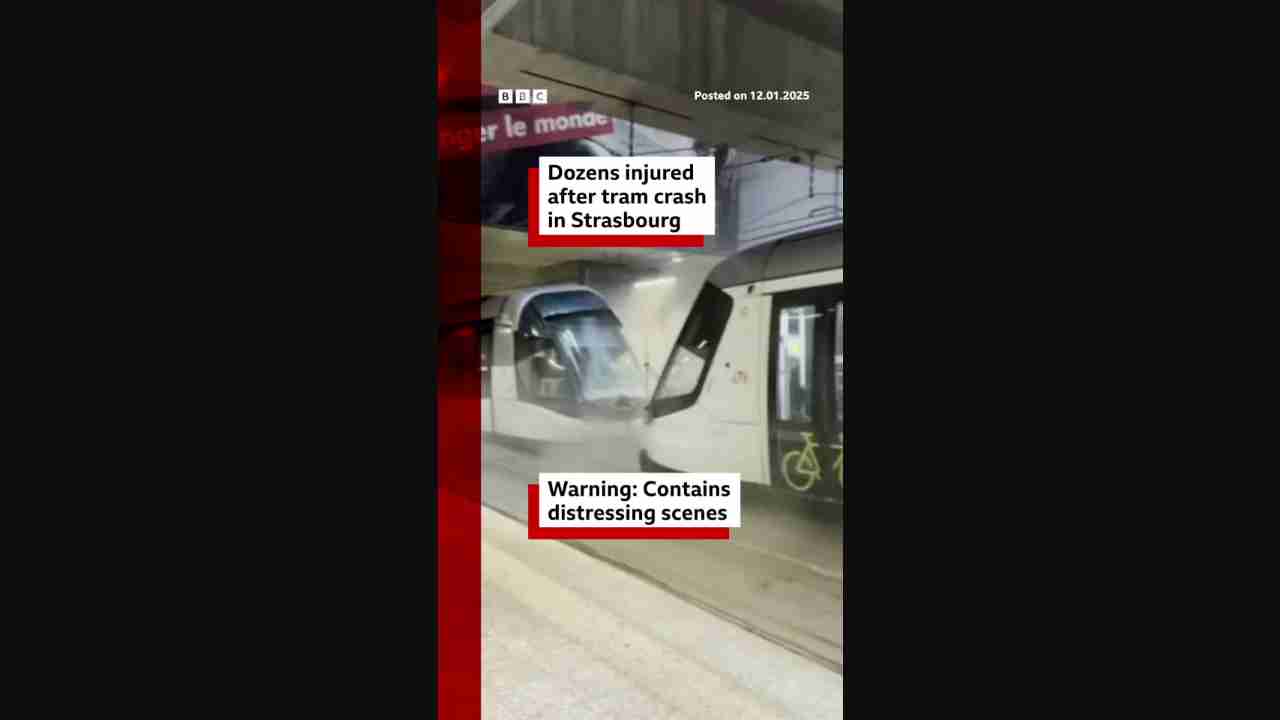 BBC
Posted on 12.01.2025
le monde
Dozens injured
after tram crash
in Strasbourg
Warning: Contains
distressing scenes